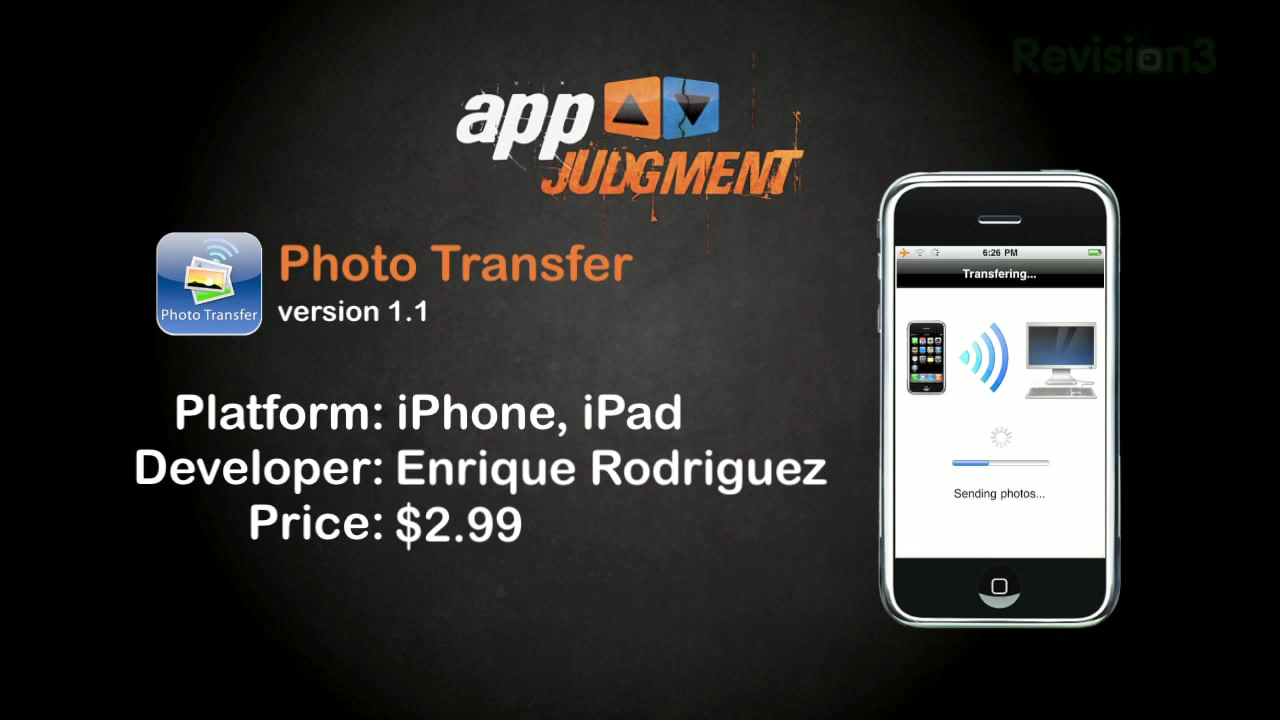 Revision3
app
JUDGMENT
Photo Transfer
Photo Transfer
version 1.1
Platform: iPhone, iPad
Developer: Enrique Rodriguez
Price: $2.99
6:26 PM
Transfering...
Sending photos...